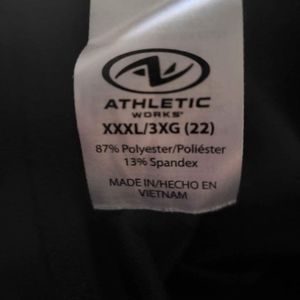 ATHLETIC
WORKS®
XXXL/3XG (22)
87% Polyester/Poliéster
13% Spandex
MADE IN/HECHO EN
VIETNAM